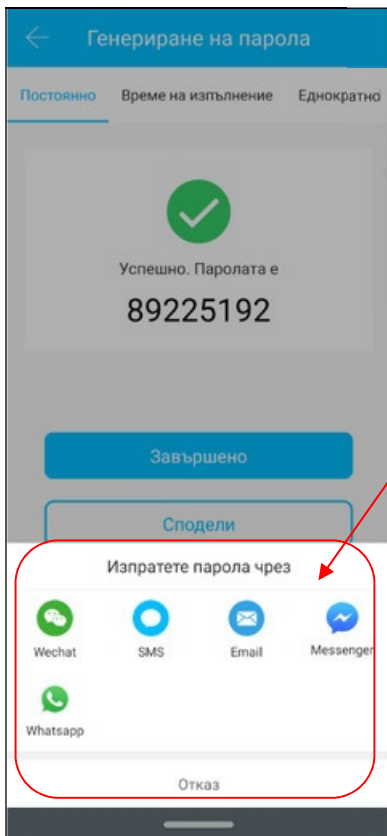 Генериране на парола
Постоянно Време на изпълнение Еднократно
Успешно. Паролата е
89225192
Завършено
Сподели
Изпратете парола чрез
Wechat SMS Email Messenger
Whatsapp
Отказ